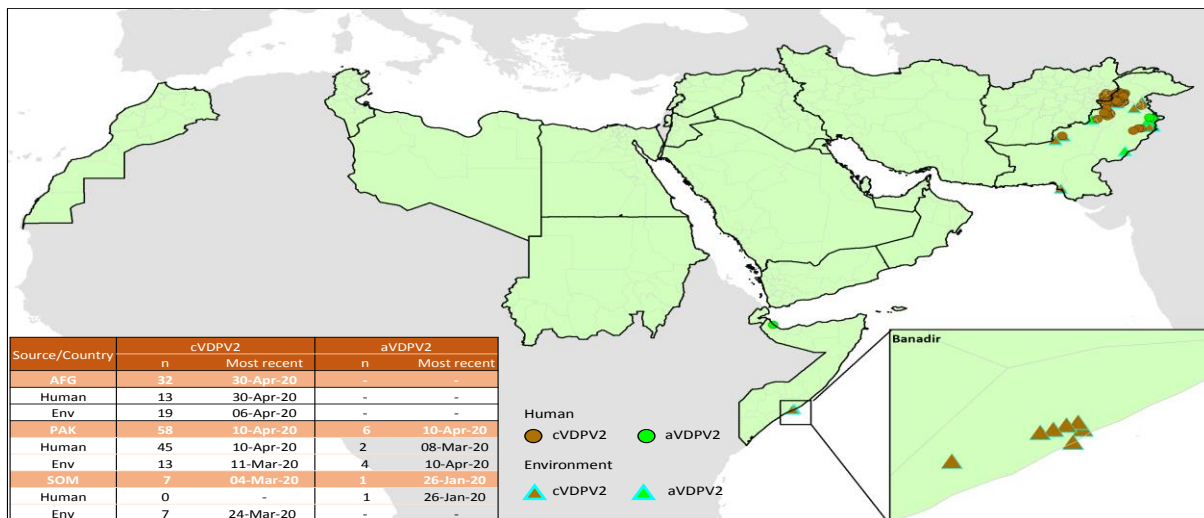 Source/Country cVDPV2 aVDPV2
n Most recent n Most recent
AFG 32 30-Apr-20 - -
Human 13 30-Apr-20 - -
Env 19 06-Apr-20 - -
PAK 58 10-Apr-20 6 10-Apr-20
Human 45 10-Apr-20 2 08-Mar-20
Env 13 11-Mar-20 4 10-Apr-20
SOM 7 04-Mar-20 1 26-Jan-20
Human 0 - 1 26-Jan-20
Env 7 24-Mar-20 - -
Human
cVDPV2 aVDPV2
Environment
cVDPV2 aVDPV2
Banadir